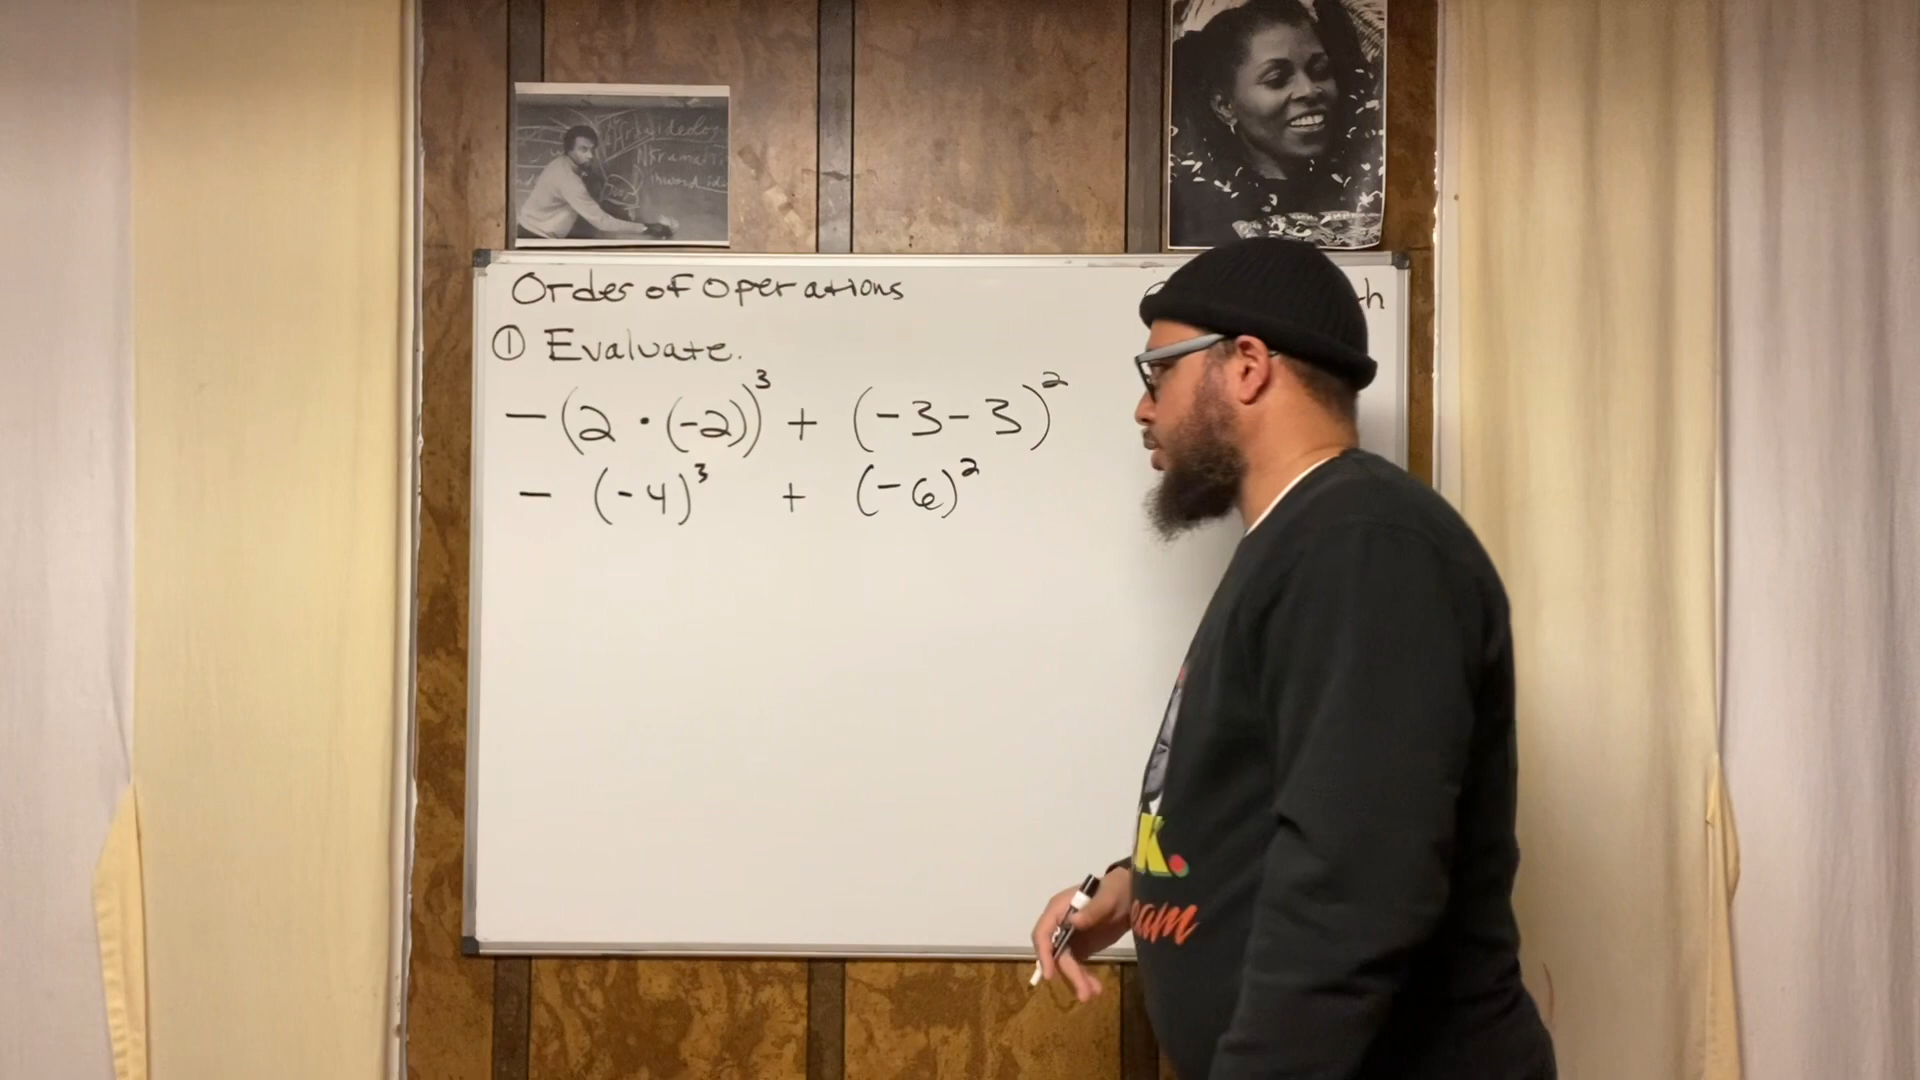 Order of Operations
① Evaluate.
-(2 · (-2))³ + (-3-3)²
- (-4)³ + (-6)²
K.